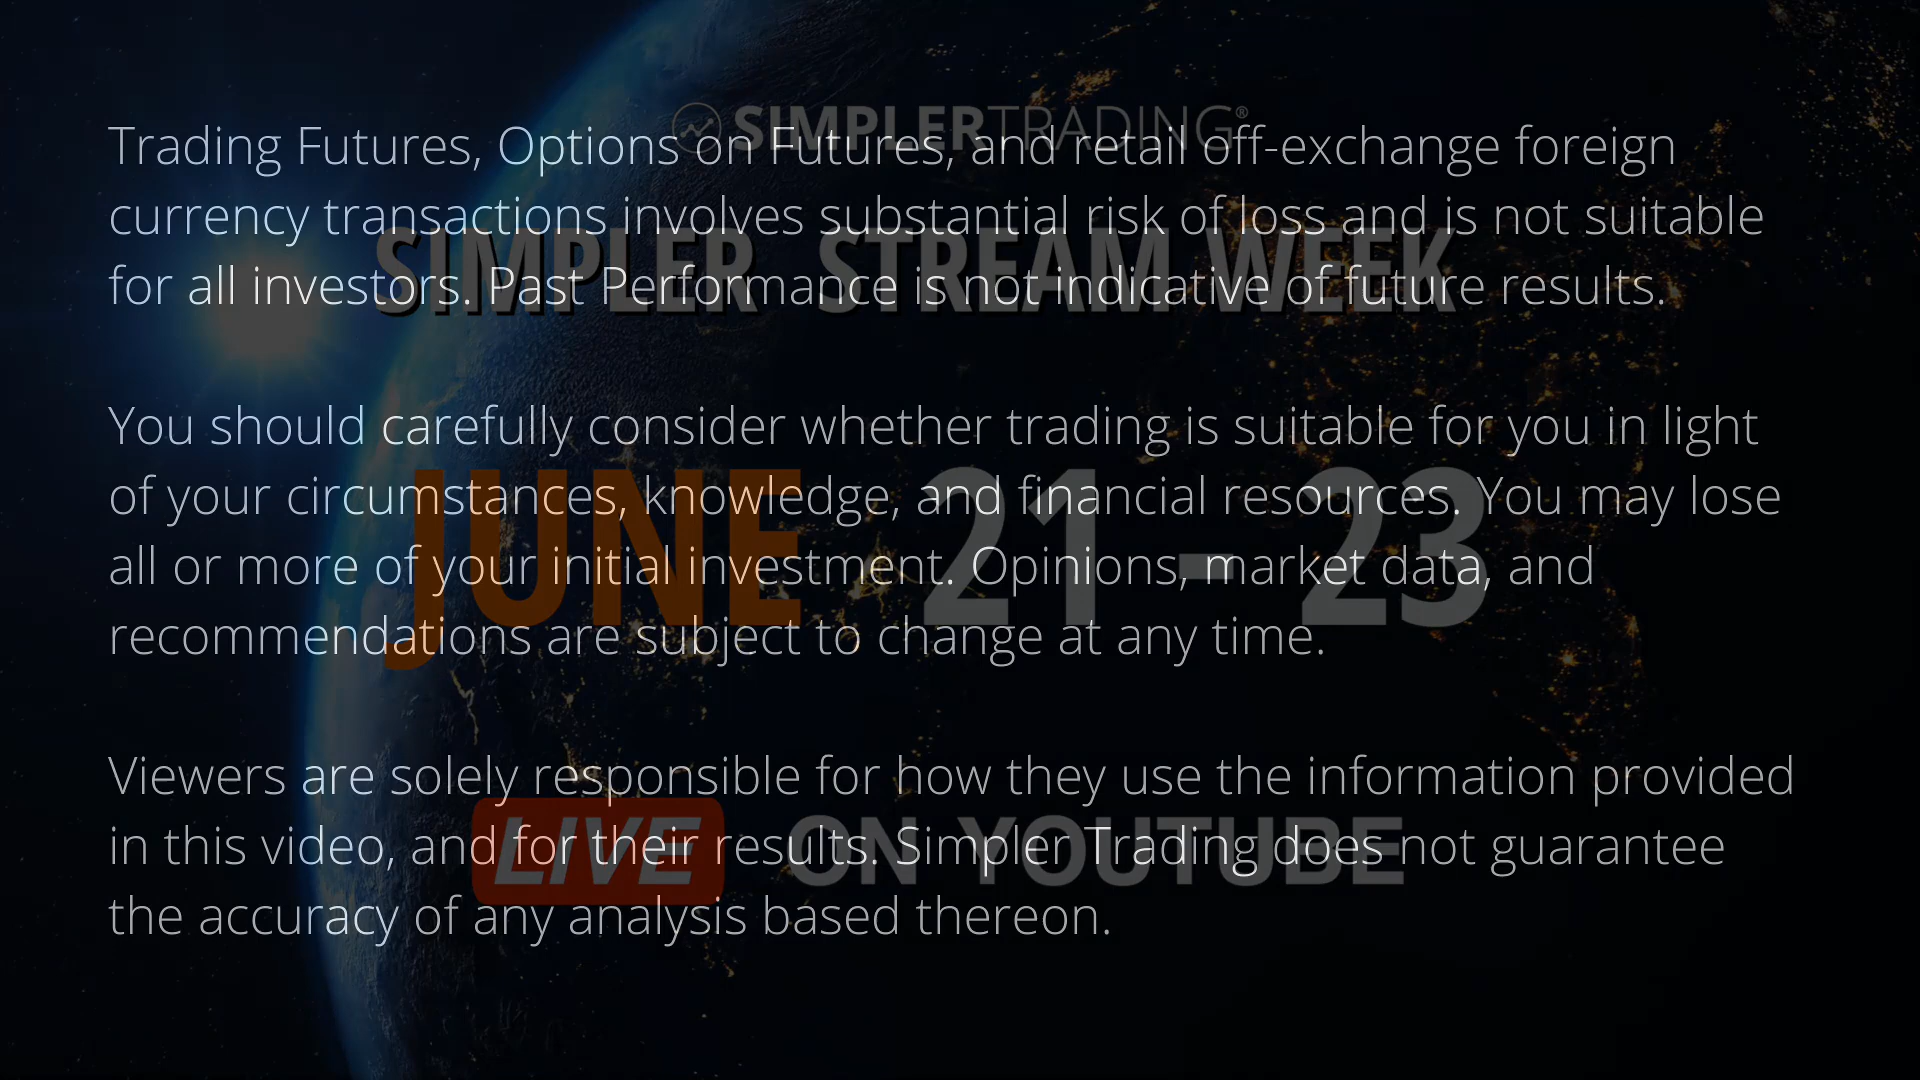 SIMPLERTRADING®
Trading Futures, Options on Futures, and retail off-exchange foreign
currency transactions involves substantial risk of loss and is not suitable
for all investors. Past Performance is not indicative of future results.
SIMPLER STREAM WEEK
You should carefully consider whether trading is suitable for you in light
of your circumstances, knowledge, and financial resources. You may lose
all or more of your initial investment. Opinions, market data, and
recommendations are subject to change at any time.
JUNE 21 - 23
Viewers are solely responsible for how they use the information provided
in this video, and for their results. Simpler Trading does not guarantee
the accuracy of any analysis based thereon.
LIVE ON YOUTUBE